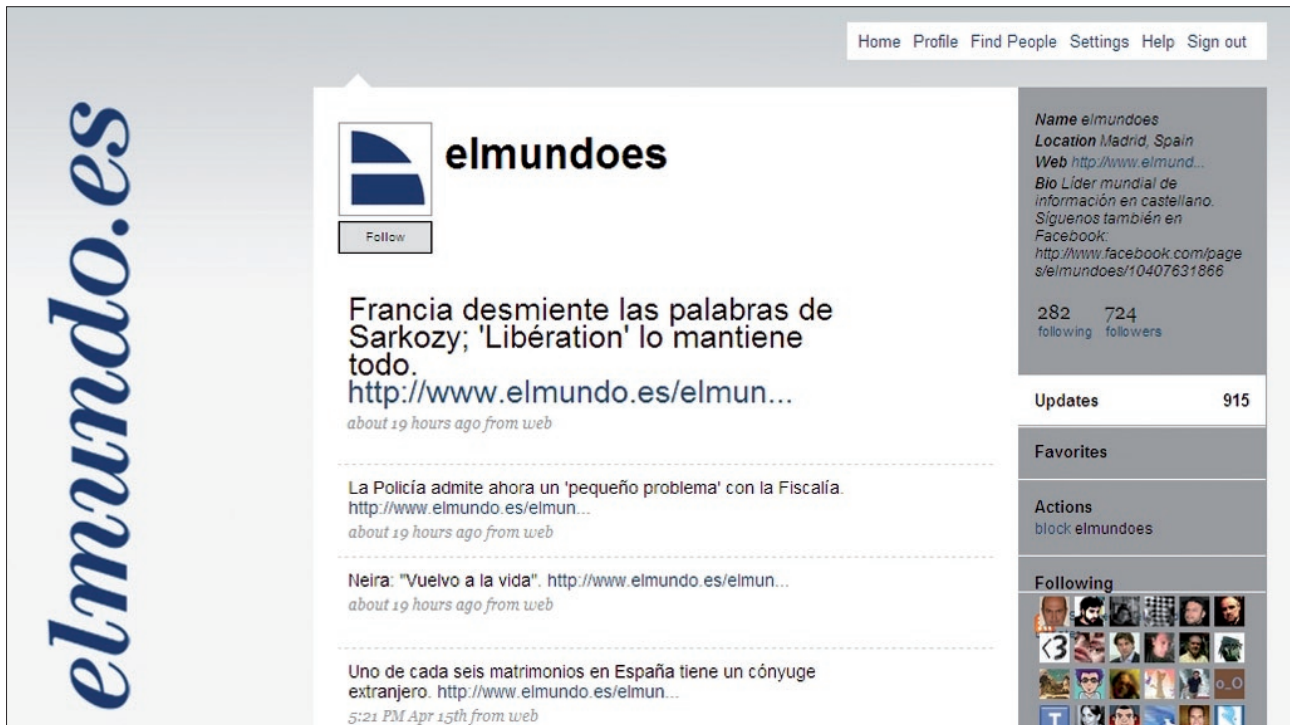 Home Profile Find People Settings Help Sign out
elmundo.es
elmundoes
Follow
Francia desmiente las palabras de
Sarkozy; 'Libération' lo mantiene
todo.
http://www.elmundo.es/elmun...
about 19 hours ago from web
La Policía admite ahora un 'pequeño problema' con la Fiscalía.
http://www.elmundo.es/elmun...
about 19 hours ago from web
Neira: "Vuelvo a la vida". http://www.elmundo.es/elmun...
about 19 hours ago from web
Uno de cada seis matrimonios en España tiene un cónyuge
extranjero. http://www.elmundo.es/elmun...
5:21 PM Apr 15th from web
Name elmundoes
Location Madrid, Spain
Web http://www.elmund...
Bio Líder mundial de
información en castellano.
Síguenos también en
Facebook:
http://www.facebook.com/page
s/elmundoes/10407631866
282 724
following followers
Updates 915
Favorites
Actions
block elmundoes
Following
<3
o_O
T